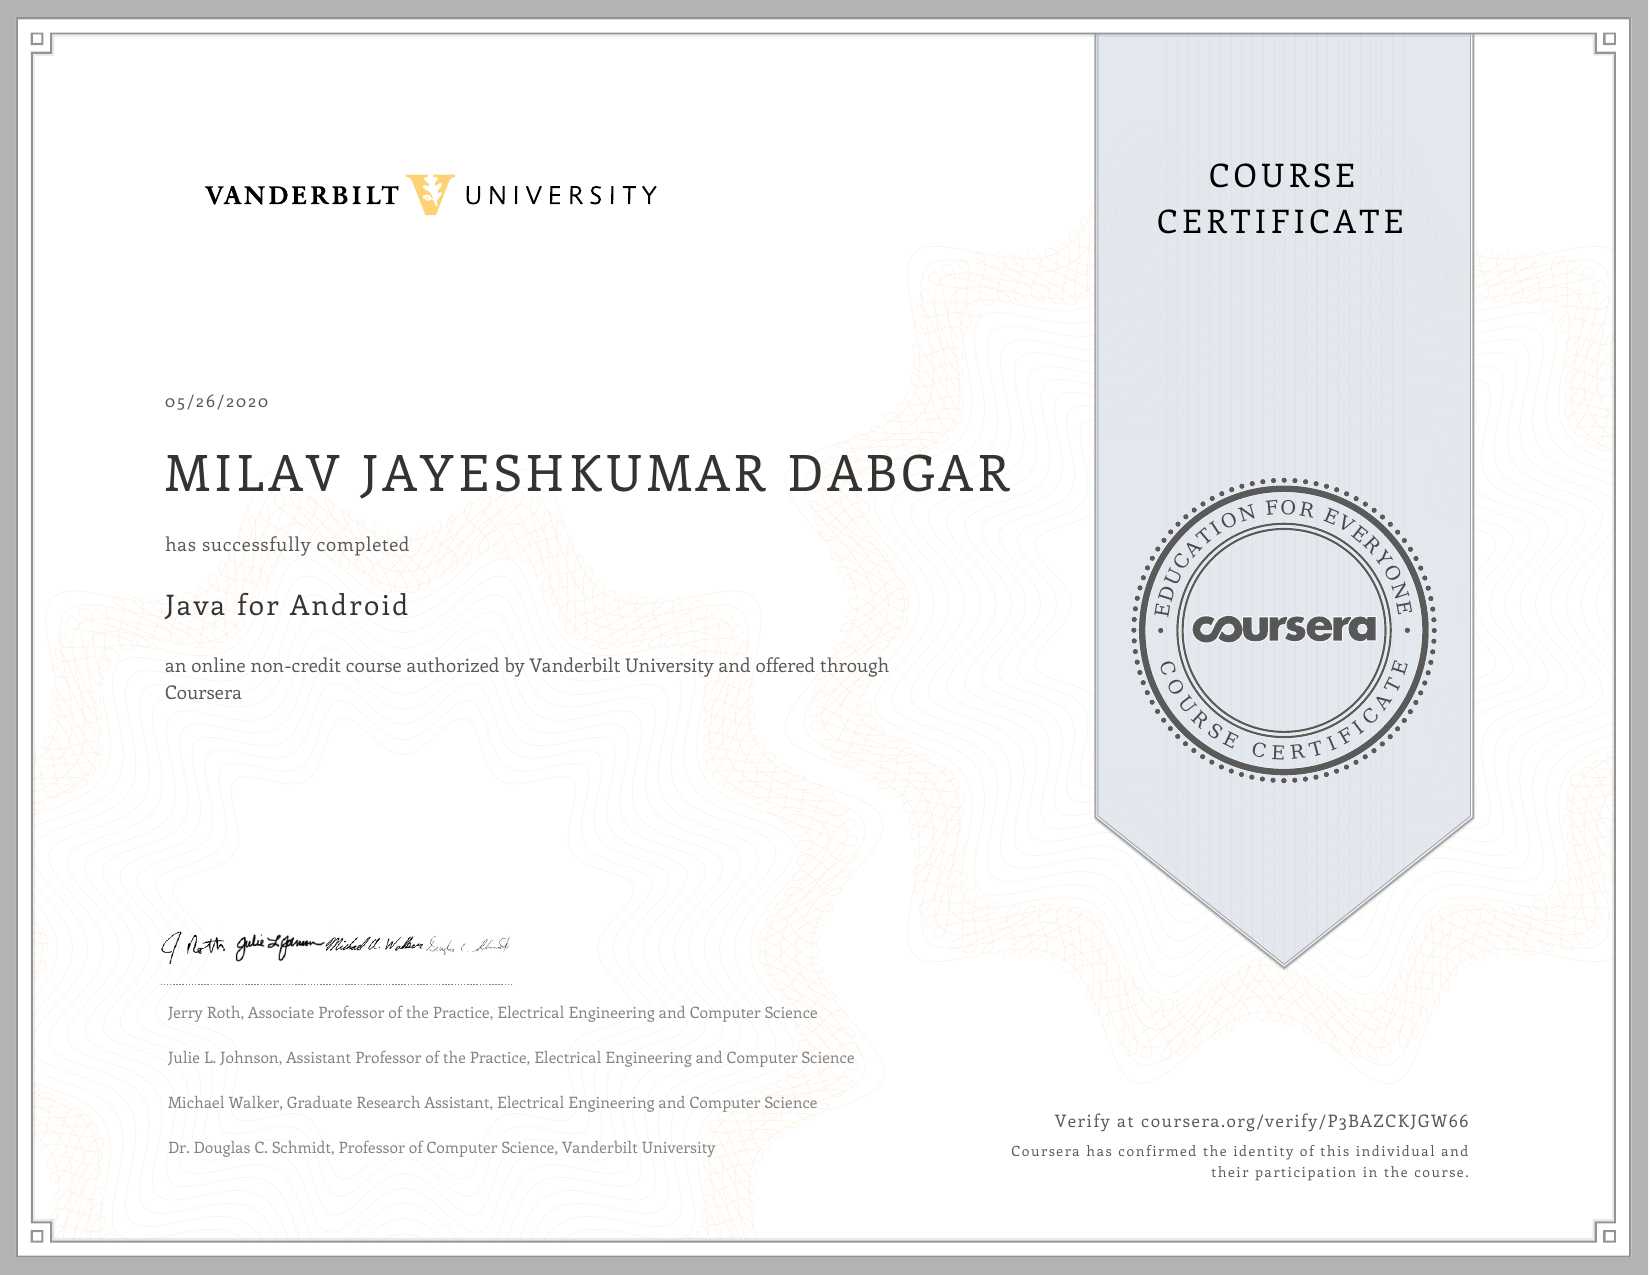 VANDERBILT UNIVERSITY
COURSE
CERTIFICATE
05/26/2020
MILAV JAYESHKUMAR DABGAR
has successfully completed
Java for Android
an online non-credit course authorized by Vanderbilt University and offered through
Coursera
EDUCATION FOR EVERYONE
coursera
COURSE CERTIFICATE
J Roth Julie L Johnson Michael A. Walker Douglas C. Schmidt
Jerry Roth, Associate Professor of the Practice, Electrical Engineering and Computer Science
Julie L. Johnson, Assistant Professor of the Practice, Electrical Engineering and Computer Science
Michael Walker, Graduate Research Assistant, Electrical Engineering and Computer Science
Dr. Douglas C. Schmidt, Professor of Computer Science, Vanderbilt University
Verify at coursera.org/verify/P3BAZCKJGW66
Coursera has confirmed the identity of this individual and
their participation in the course.